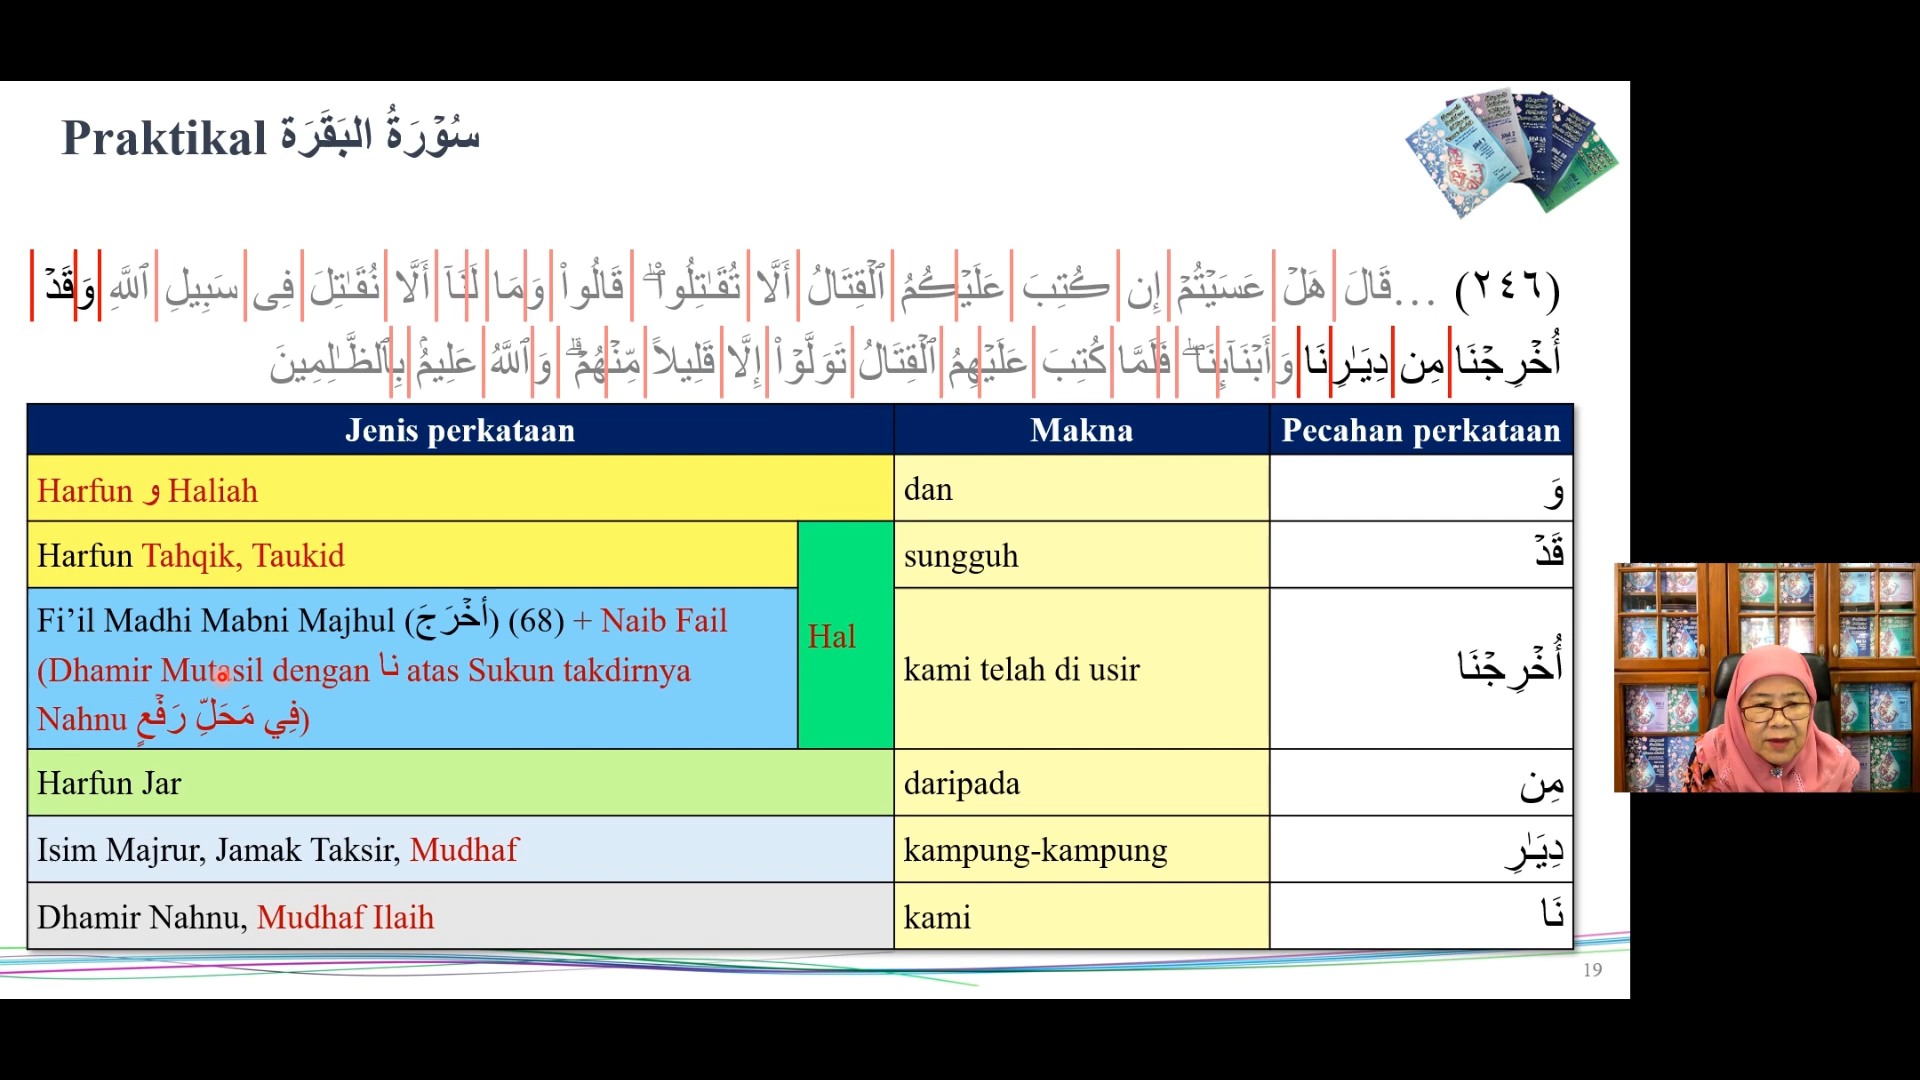 Praktikal سُوْرَةُ البَقَرَة
(٢٤٦) ...قَالَ هَلْ عَسَيْتُمْ إِن كُتِبَ عَلَيْكُمُ ٱلْقِتَالُ أَلَّا تُقَـٰتِلُوا۟ ۖ قَالُوا۟ وَمَا لَنَآ أَلَّا نُقَـٰتِلَ فِى سَبِيلِ ٱللَّهِ وَقَدْ
أُخْرِجْنَا مِن دِيَـٰرِنَا وَأَبْنَآئِنَا ۖ فَلَمَّا كُتِبَ عَلَيْهِمُ ٱلْقِتَالُ تَوَلَّوْا۟ إِلَّا قَلِيلًا مِّنْهُمْ ۗ وَٱللَّهُ عَلِيمٌۢ بِٱلظَّـٰلِمِينَ
Jenis perkataan Makna Pecahan perkataan
Harfun و Haliah dan وَ
Harfun Tahqik, Taukid sungguh قَدْ
Fi’il Madhi Mabni Majhul (أخْرَجَ) (68) + Naib Fail
(Dhamir Mutasil dengan نا atas Sukun takdirnya
Nahnu فِي مَحَلِّ رَفْعٍ)
Hal
kami telah di usir أُخْرِجْنَا
Harfun Jar daripada مِن
Isim Majrur, Jamak Taksir, Mudhaf kampung-kampung دِيَـٰرِ
Dhamir Nahnu, Mudhaf Ilaih kami نَا
19